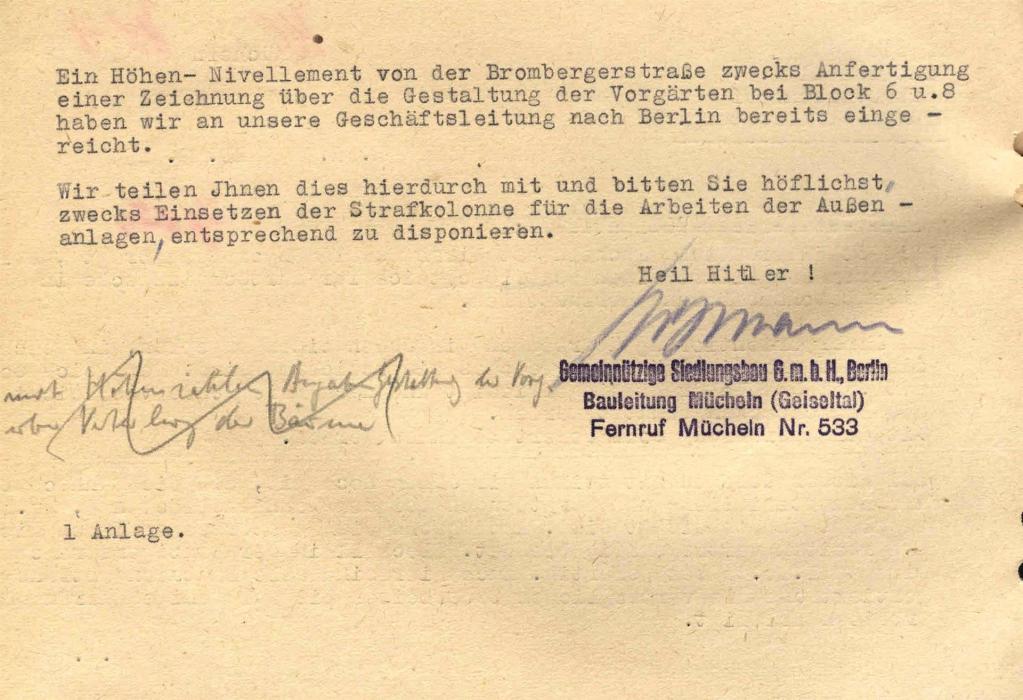 Ein Höhen- Nivellement von der Brombergerstraße zwecks Anfertigung
einer Zeichnung über die Gestaltung der Vorgärten bei Block 6 u.8
haben wir an unsere Geschäftsleitung nach Berlin bereits einge -
reicht.
Wir teilen Jhnen dies hierdurch mit und bitten Sie höflichst,
zwecks Einsetzen der Strafkolonne für die Arbeiten der Außen -
anlagen, entsprechend zu disponieren.
Heil Hitler !
Gemeinnützige Siedlungsbau G.m.b.H., Berlin
Bauleitung Mücheln (Geiseltal)
Fernruf Mücheln Nr. 533
der
der Bäume
1 Anlage.